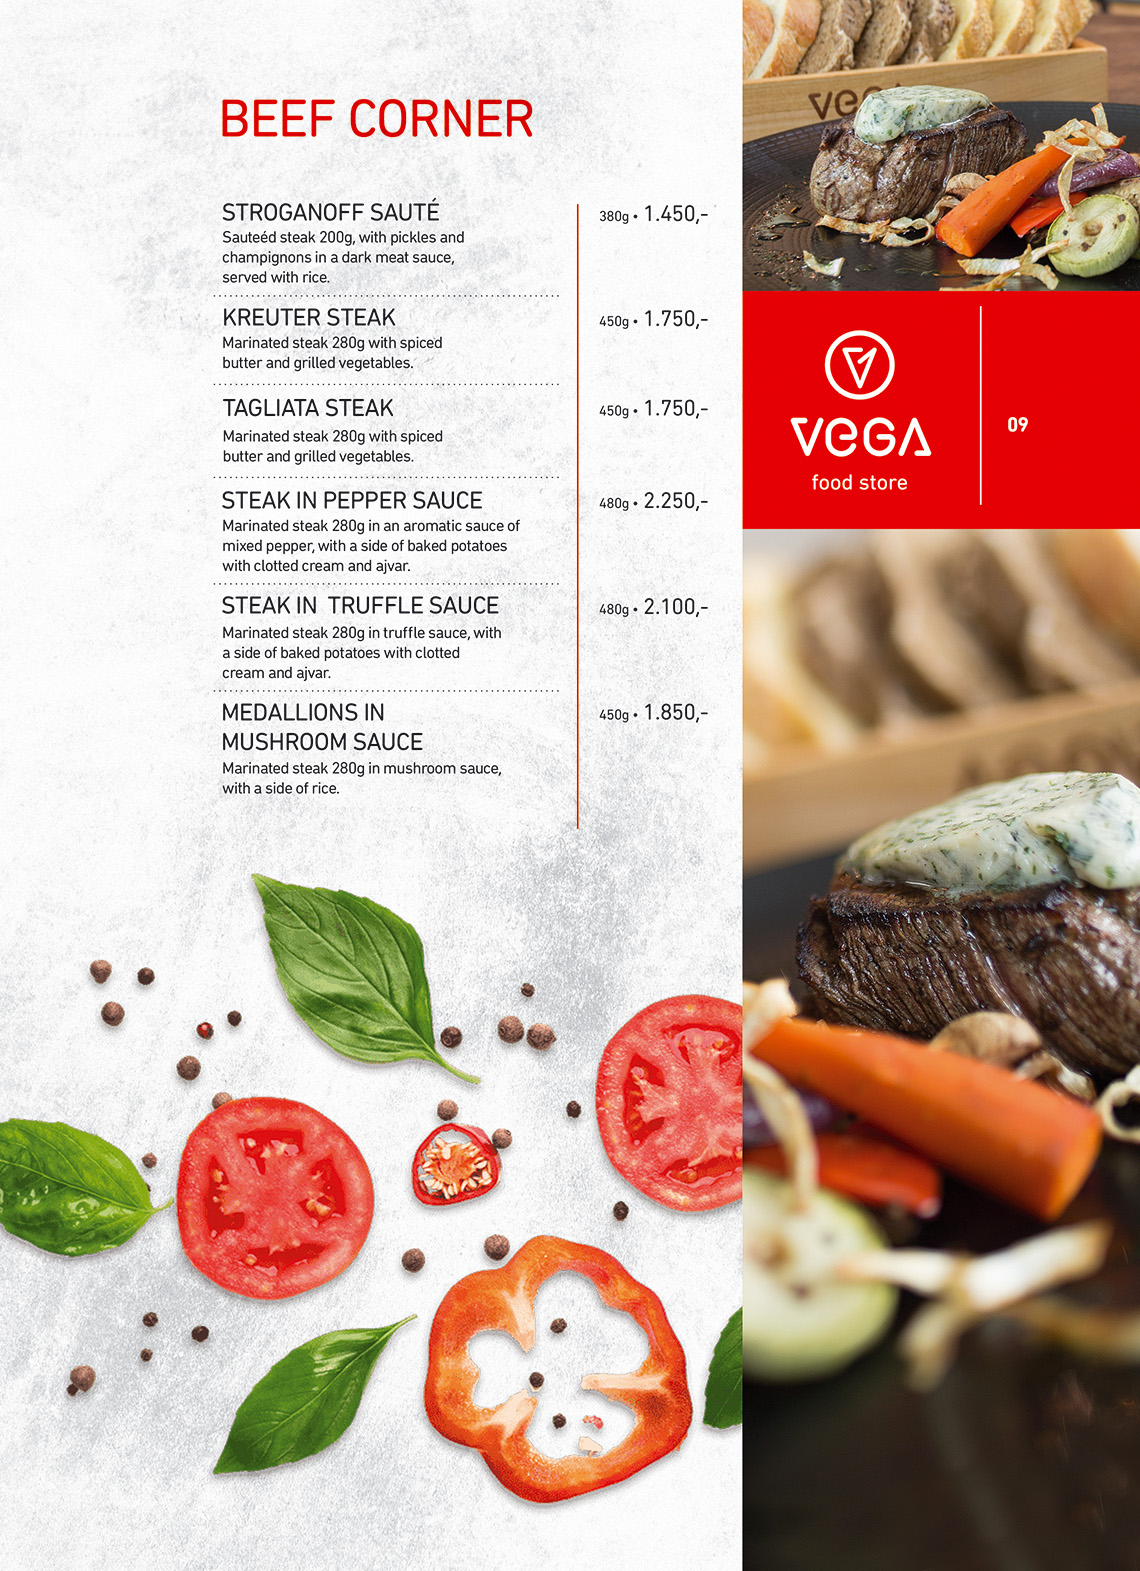 BEEF CORNER
STROGANOFF SAUTÉ
380g • 1.450,-
Sauteéd steak 200g, with pickles and
champignons in a dark meat sauce,
served with rice.
KREUTER STEAK
450g • 1.750,-
Marinated steak 280g with spiced
butter and grilled vegetables.
TAGLIATA STEAK
450g • 1.750,-
Marinated steak 280g with spiced
butter and grilled vegetables.
STEAK IN PEPPER SAUCE
480g • 2.250,-
Marinated steak 280g in an aromatic sauce of
mixed pepper, with a side of baked potatoes
with clotted cream and ajvar.
STEAK IN TRUFFLE SAUCE
480g • 2.100,-
Marinated steak 280g in truffle sauce, with
a side of baked potatoes with clotted
cream and ajvar.
MEDALLIONS IN
MUSHROOM SAUCE
450g • 1.850,-
Marinated steak 280g in mushroom sauce,
with a side of rice.
VEGA
food store
09